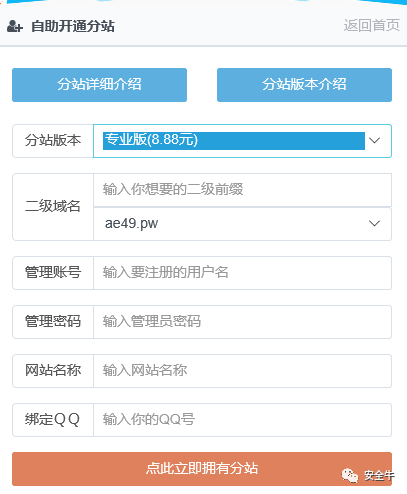 自助开通分站 返回首页
分站详细介绍 分站版本介绍
分站版本 专业版(8.88元)
二级域名 输入你想要的二级前缀
ae49.pw
管理账号 输入要注册的用户名
管理密码 输入管理员密码
网站名称 输入网站名称
绑定ＱＱ 输入你的QQ号
点此立即拥有分站
安全牛